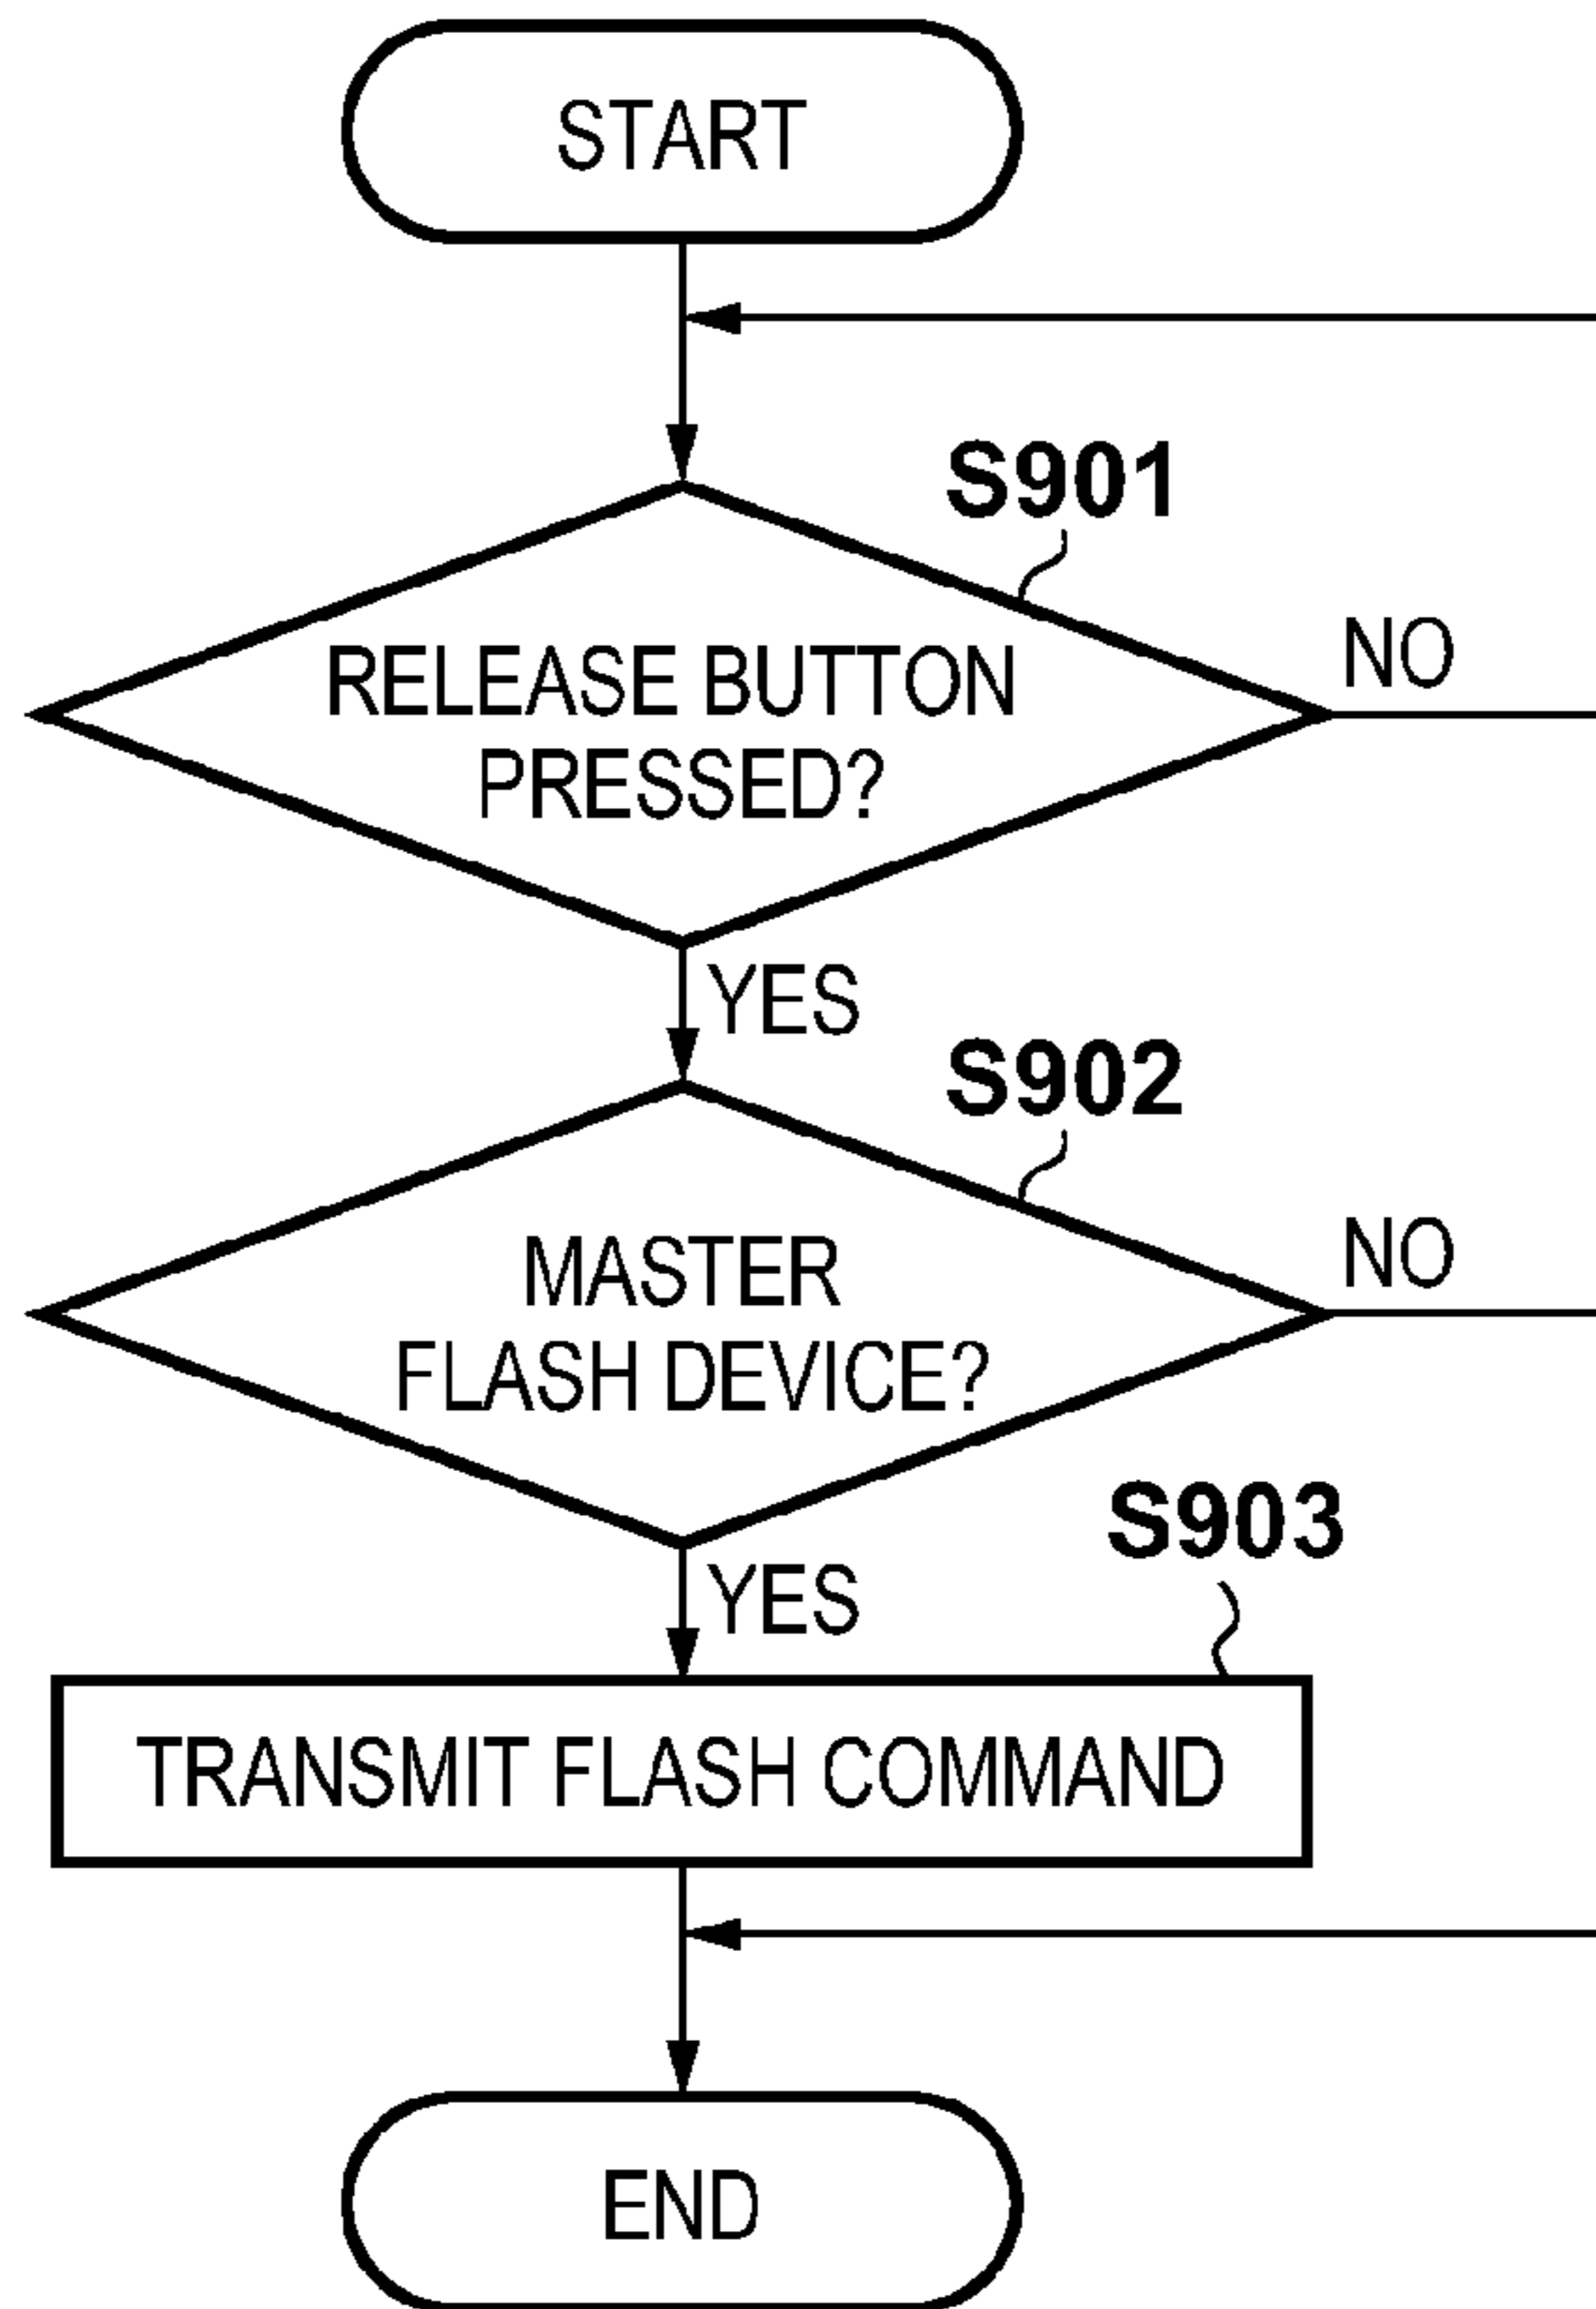 START
S901
RELEASE BUTTON
PRESSED?
NO
YES
S902
MASTER
FLASH DEVICE?
NO
YES
S903
TRANSMIT FLASH COMMAND
END